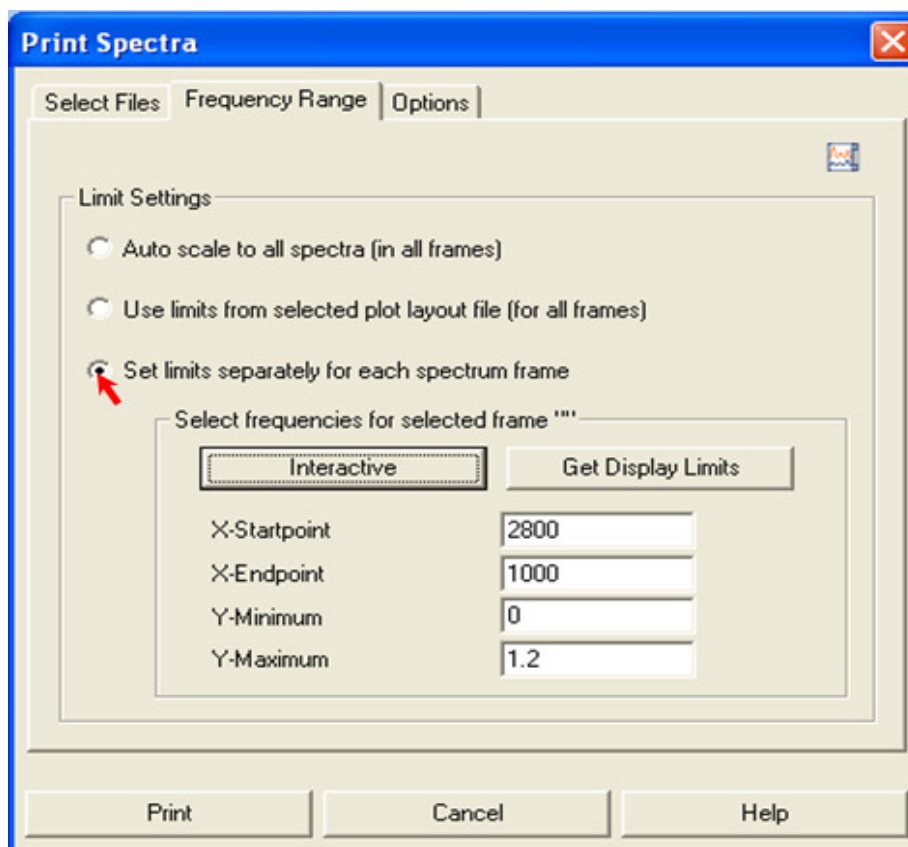 Print Spectra
Select Files Frequency Range Options
Limit Settings
Auto scale to all spectra (in all frames)
Use limits from selected plot layout file (for all frames)
Set limits separately for each spectrum frame
Select frequencies for selected frame ""
Interactive Get Display Limits
X-Startpoint 2800
X-Endpoint 1000
Y-Minimum 0
Y-Maximum 1.2
Print Cancel Help